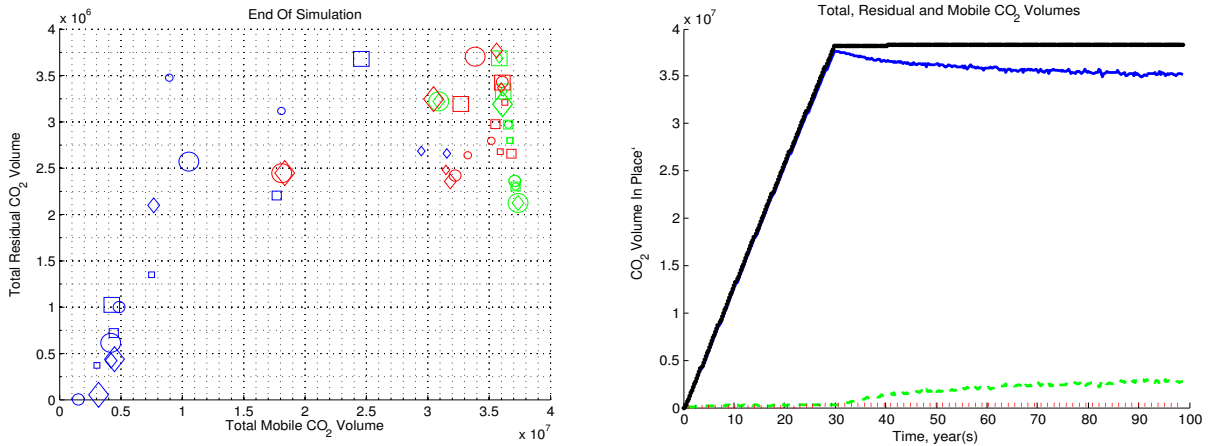 End Of Simulation
x 10^6
4
3.5
3
2.5
2
1.5
1
0.5
0
Total Residual CO2 Volume
0 0.5 1 1.5 2 2.5 3 3.5 4
x 10^7
Total Mobile CO2 Volume
Total, Residual and Mobile CO2 Volumes
x 10^7
4
3.5
3
2.5
2
1.5
1
0.5
0
CO2 Volume In Place'
0 10 20 30 40 50 60 70 80 90 100
Time, year(s)